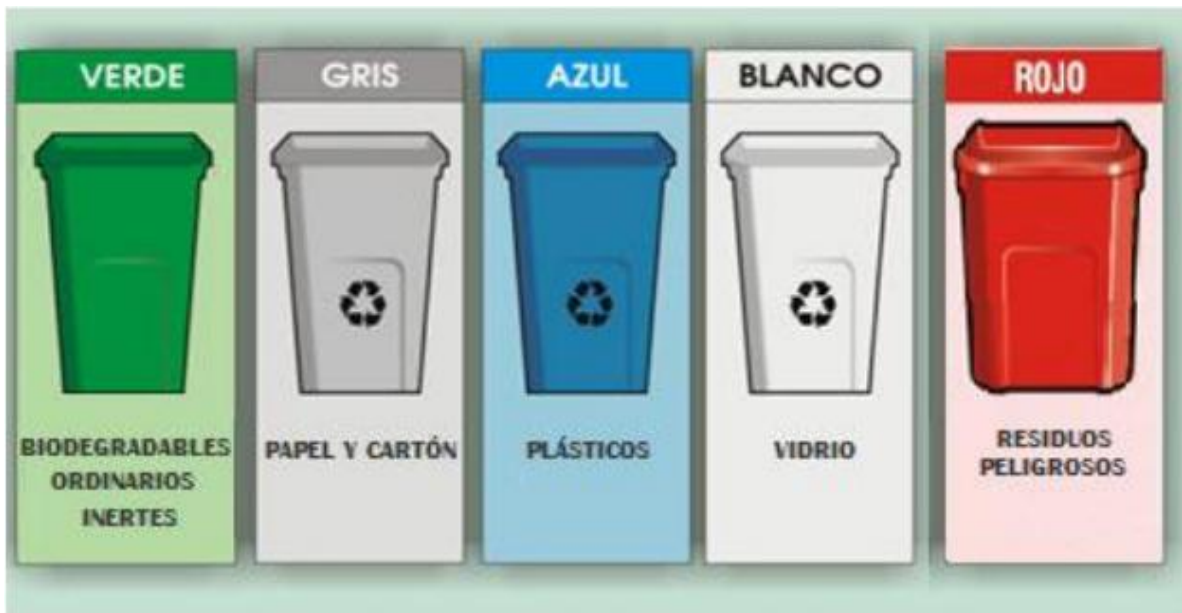 VERDE
BIODEGRADABLES
ORDINARIOS
INERTES
GRIS
PAPEL Y CARTÓN
AZUL
PLÁSTICOS
BLANCO
VIDRIO
ROJO
RESIDUOS
PELIGROSOS